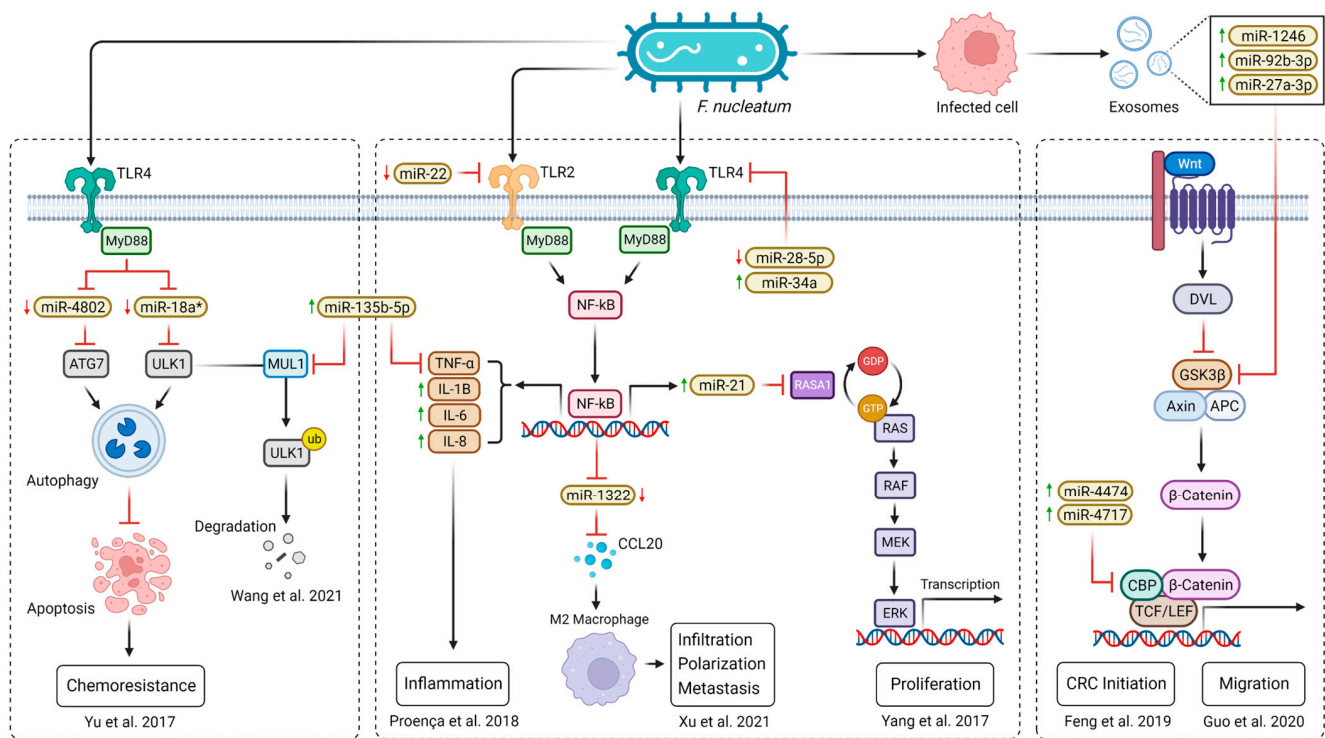 F. nucleatum
Infected cell
Exosomes
miR-1246
miR-92b-3p
miR-27a-3p
TLR4
MyD88
miR-4802
miR-18a*
ATG7
ULK1
MUL1
miR-135b-5p
Autophagy
ULK1
ub
Degradation
Wang et al. 2021
Apoptosis
Chemoresistance
Yu et al. 2017
miR-22
TLR2
TLR4
MyD88
MyD88
miR-28-5p
miR-34a
NF-kB
TNF-α
IL-1B
IL-6
IL-8
NF-kB
miR-21
RASA1
GDP
GTP
RAS
RAF
MEK
ERK
Transcription
miR-1322
CCL20
M2 Macrophage
Infiltration
Polarization
Metastasis
Inflammation
Proença et al. 2018
Xu et al. 2021
Proliferation
Yang et al. 2017
Wnt
DVL
GSK3β
Axin
APC
β-Catenin
miR-4474
miR-4717
CBP
β-Catenin
TCF/LEF
CRC Initiation
Feng et al. 2019
Migration
Guo et al. 2020